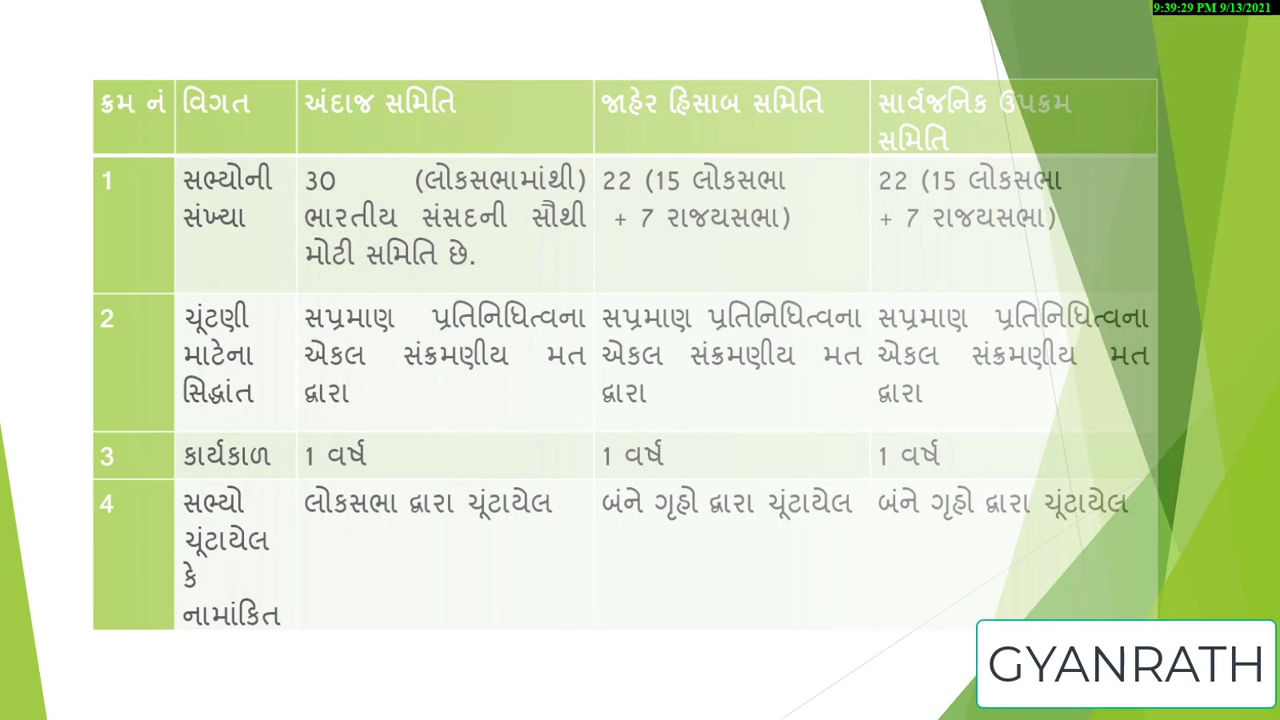 9:39:29 PM 9/13/2021
ક્રમ નં વિગત અંદાજ સમિતિ જાહેર હિસાબ સમિતિ સાર્વજનિક ઉપક્રમ
સમિતિ
1 સભ્યોની 30 (લોકસભામાંથી) 22 (15 લોકસભા 22 (15 લોકસભા
સંખ્યા ભારતીય સંસદની સૌથી + 7 રાજયસભા) + 7 રાજયસભા)
મોટી સમિતિ છે.
2 ચૂંટણી સપ્રમાણ પ્રતિનિધિત્વના સપ્રમાણ પ્રતિનિધિત્વના સપ્રમાણ પ્રતિનિધિત્વના
માટેના એકલ સંક્રમણીય મત એકલ સંક્રમણીય મત એકલ સંક્રમણીય મત
સિદ્ધાંત દ્વારા દ્વારા દ્વારા
3 કાર્યકાળ 1 વર્ષ 1 વર્ષ 1 વર્ષ
4 સભ્યો લોકસભા દ્વારા ચૂંટાયેલ બંને ગૃહો દ્વારા ચૂંટાયેલ બંને ગૃહો દ્વારા ચૂંટાયેલ
ચૂંટાયેલ
કે
નામાંકિત
GYANRATH